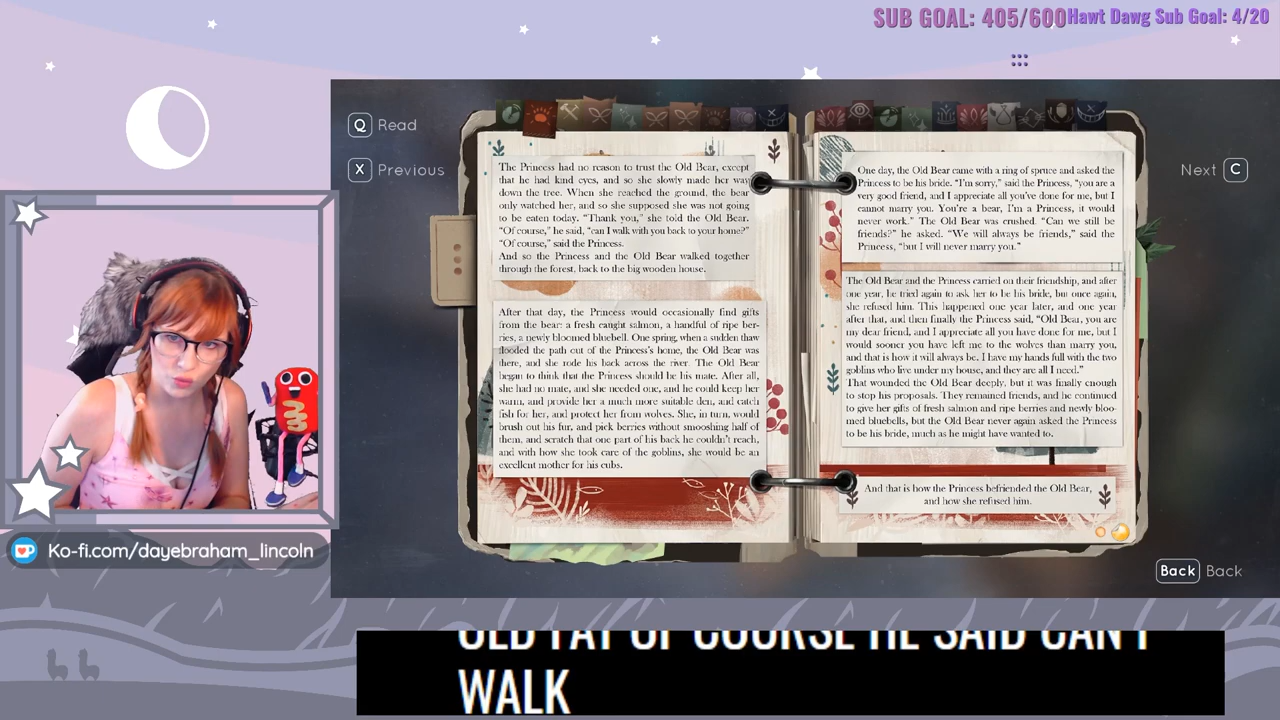 SUB GOAL: 405/600
Hawt Dawg Sub Goal: 4/20
Q Read
X Previous
Next C
The Princess had no reason to trust the Old Bear, except
that he had kind eyes, and so she slowly made her way
down the tree. When she reached the ground, the bear
only watched her, and so she supposed she was not going
to be eaten today. “Thank you,” she told the Old Bear.
“Of course,” he said, “can I walk with you back to your home?”
“Of course,” said the Princess.
And so the Princess and the Old Bear walked together
through the forest, back to the big wooden house.
After that day, the Princess would occasionally find gifts
from the bear: a fresh caught salmon, a handful of ripe ber-
ries, a newly bloomed bluebell. One spring, when a sudden thaw
flooded the path out of the Princess's home, the Old Bear was
there, and she rode his back across the river. The Old Bear
began to think that the Princess should be his mate. After all,
she had no mate, and she needed one, and he could keep her
warm, and provide her a much more suitable den, and catch
fish for her, and protect her from wolves. She, in turn, would
brush out his fur, and pick berries without smooshing half of
them, and scratch that one part of his back he couldn't reach,
and with how she took care of the goblins, she would be an
excellent mother for his cubs.
One day, the Old Bear came with a ring of spruce and asked the
Princess to be his bride. “I'm sorry,” said the Princess, “you are a
very good friend, and I appreciate all you've done for me, but I
cannot marry you. You're a bear, I'm a Princess, it would
never work.” The Old Bear was crushed. “Can we still be
friends?” he asked. “We will always be friends,” said the
Princess, “but I will never marry you.”
The Old Bear and the Princess carried on their friendship, and after
one year, he tried again to ask her to be his bride, but once again,
she refused him. This happened one year later, and one year
after that, and then finally the Princess said, “Old Bear, you are
my dear friend, and I appreciate all you have done for me, but I
would sooner you have left me to the wolves than marry you,
and that is how it will always be. I have my hands full with the two
goblins who live under my house, and they are all I need.”
That wounded the Old Bear deeply, but it was finally enough
to stop his proposals. They remained friends, and he continued
to give her gifts of fresh salmon and ripe berries and newly bloo-
med bluebells, but the Old Bear never again asked the Princess
to be his bride, much as he might have wanted to.
And that is how the Princess befriended the Old Bear,
and how she refused him.
Back Back
Ko-fi.com/dayebraham_lincoln
OLD PAT OF COURSE HE SAID CAN'T
WALK